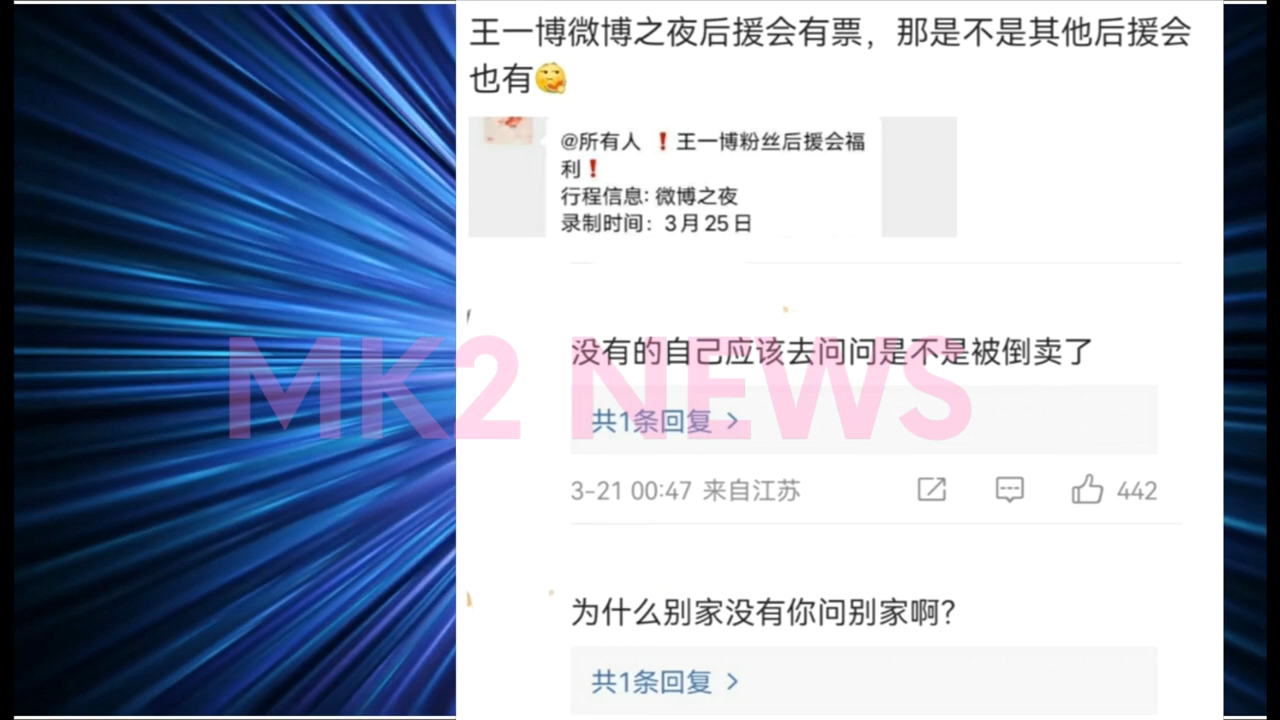 王一博微博之夜后援会有票，那是不是其他后援会
也有🤔
@所有人 ❗王一博粉丝后援会福
利❗
行程信息: 微博之夜
录制时间：3月25日
没有的自己应该去问问是不是被倒卖了
MK2 NEWS
共1条回复 >
3-21 00:47 来自江苏 442
为什么别家没有你问别家啊？
共1条回复 >